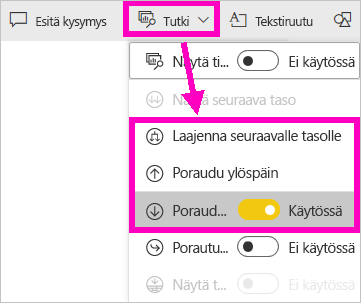 Esitä kysymys Tutki Tekstiruutu
Näytä ti... Ei käytössä
Näytä seuraava taso
Laajenna seuraavalle tasolle
Poraudu ylöspäin
Poraud... Käytössä
Porautu... Ei käytössä
Näytä t... Ei käytössä